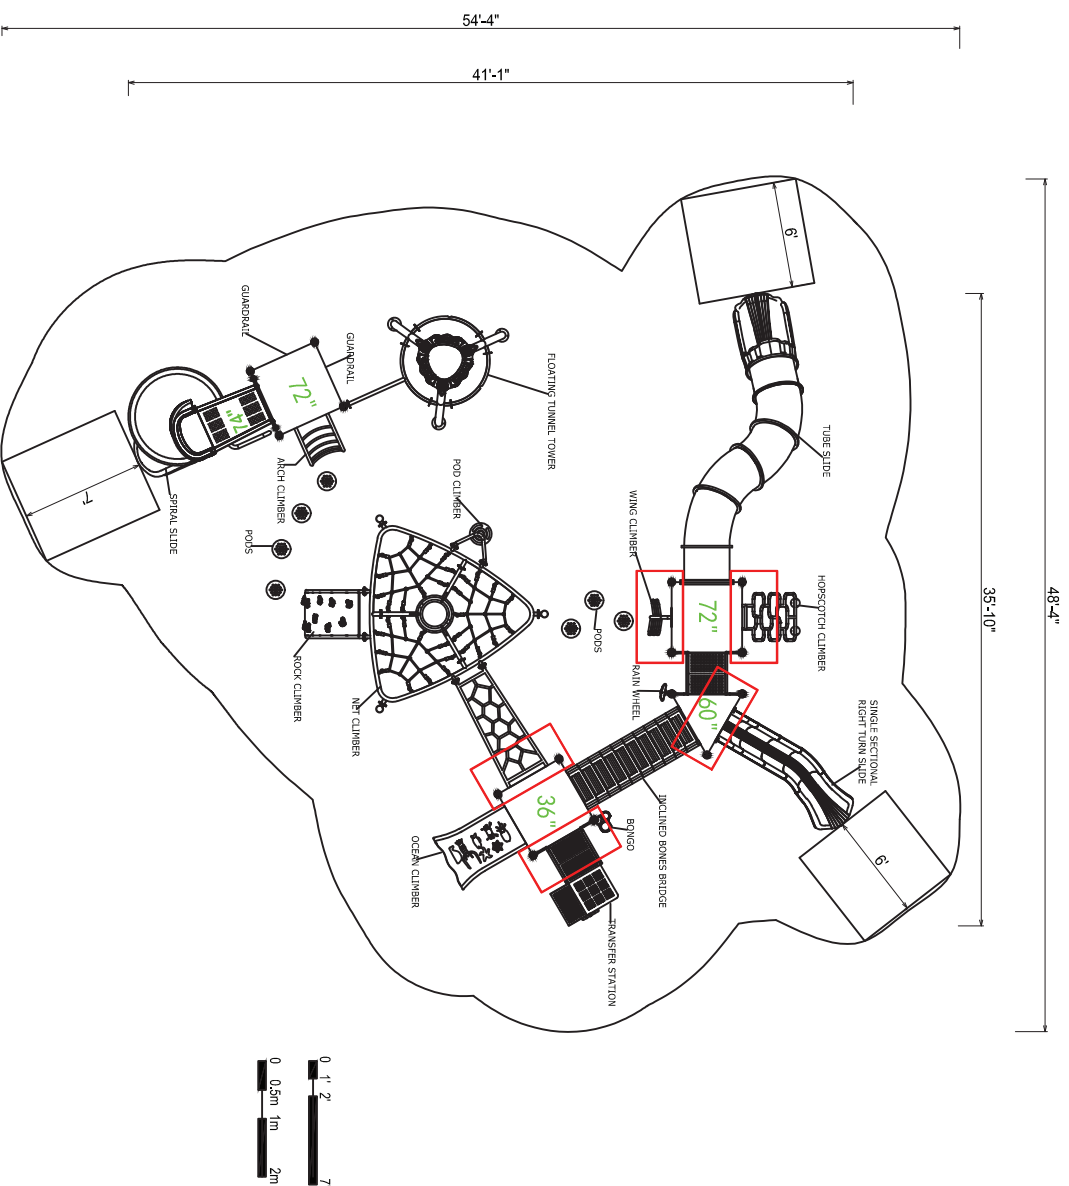 54'-4"
41'-1"
48'-4"
35'-10"
6'
GUARDRAIL
GUARDRAIL
FLOATING TUNNEL TOWER
72"
74"
TUBE SLIDE
ARCH CLIMBER
POD CLIMBER
7'
SPIRAL SLIDE
PODS
WING CLIMBER
HOPSCOTCH CLIMBER
72"
PODS
ROCK CLIMBER
NET CLIMBER
RAIN WHEEL
60"
SINGLE SECTIONAL
RIGHT TURN SLIDE
36"
INCLINED BONES BRIDGE
BONGO
OCEAN CLIMBER
6'
TRANSFER STATION
0 1' 2' 7'
0 0.5m 1m 2m